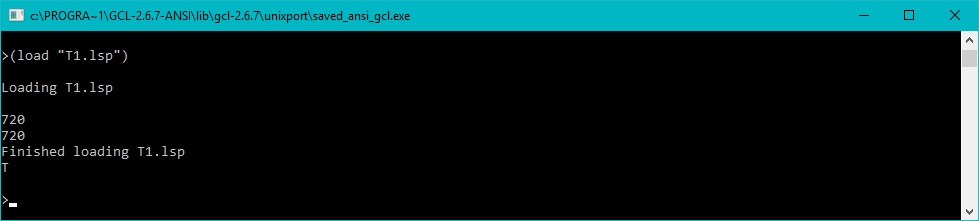 c:\PROGRA~1\GCL-2.6.7-ANSI\lib\gcl-2.6.7\unixport\saved_ansi_gcl.exe
>(load "T1.lsp")
Loading T1.lsp
720
720
Finished loading T1.lsp
T
>